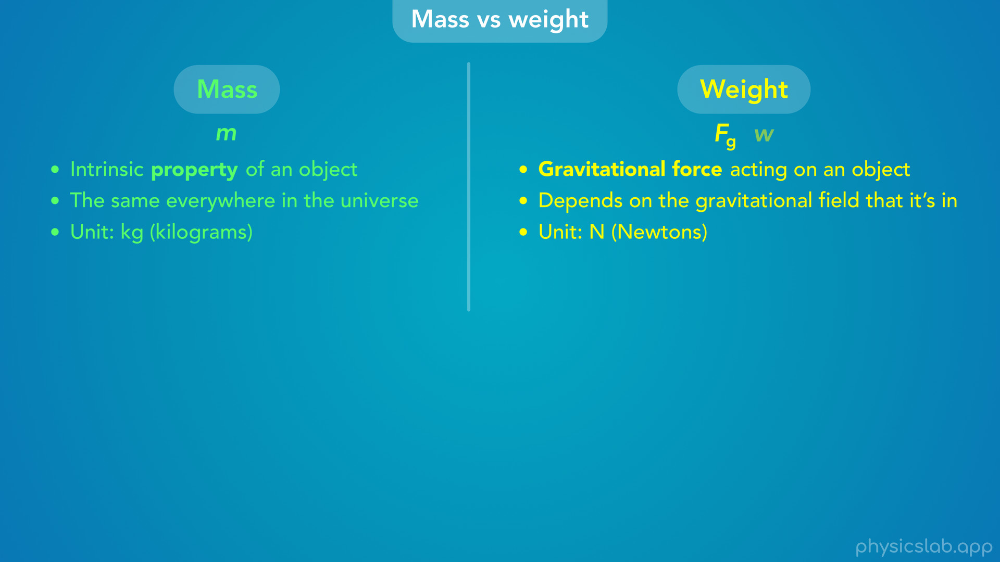 Mass vs weight
Mass
m
• Intrinsic property of an object
• The same everywhere in the universe
• Unit: kg (kilograms)
Weight
Fg w
• Gravitational force acting on an object
• Depends on the gravitational field that it’s in
• Unit: N (Newtons)
physicslab.app